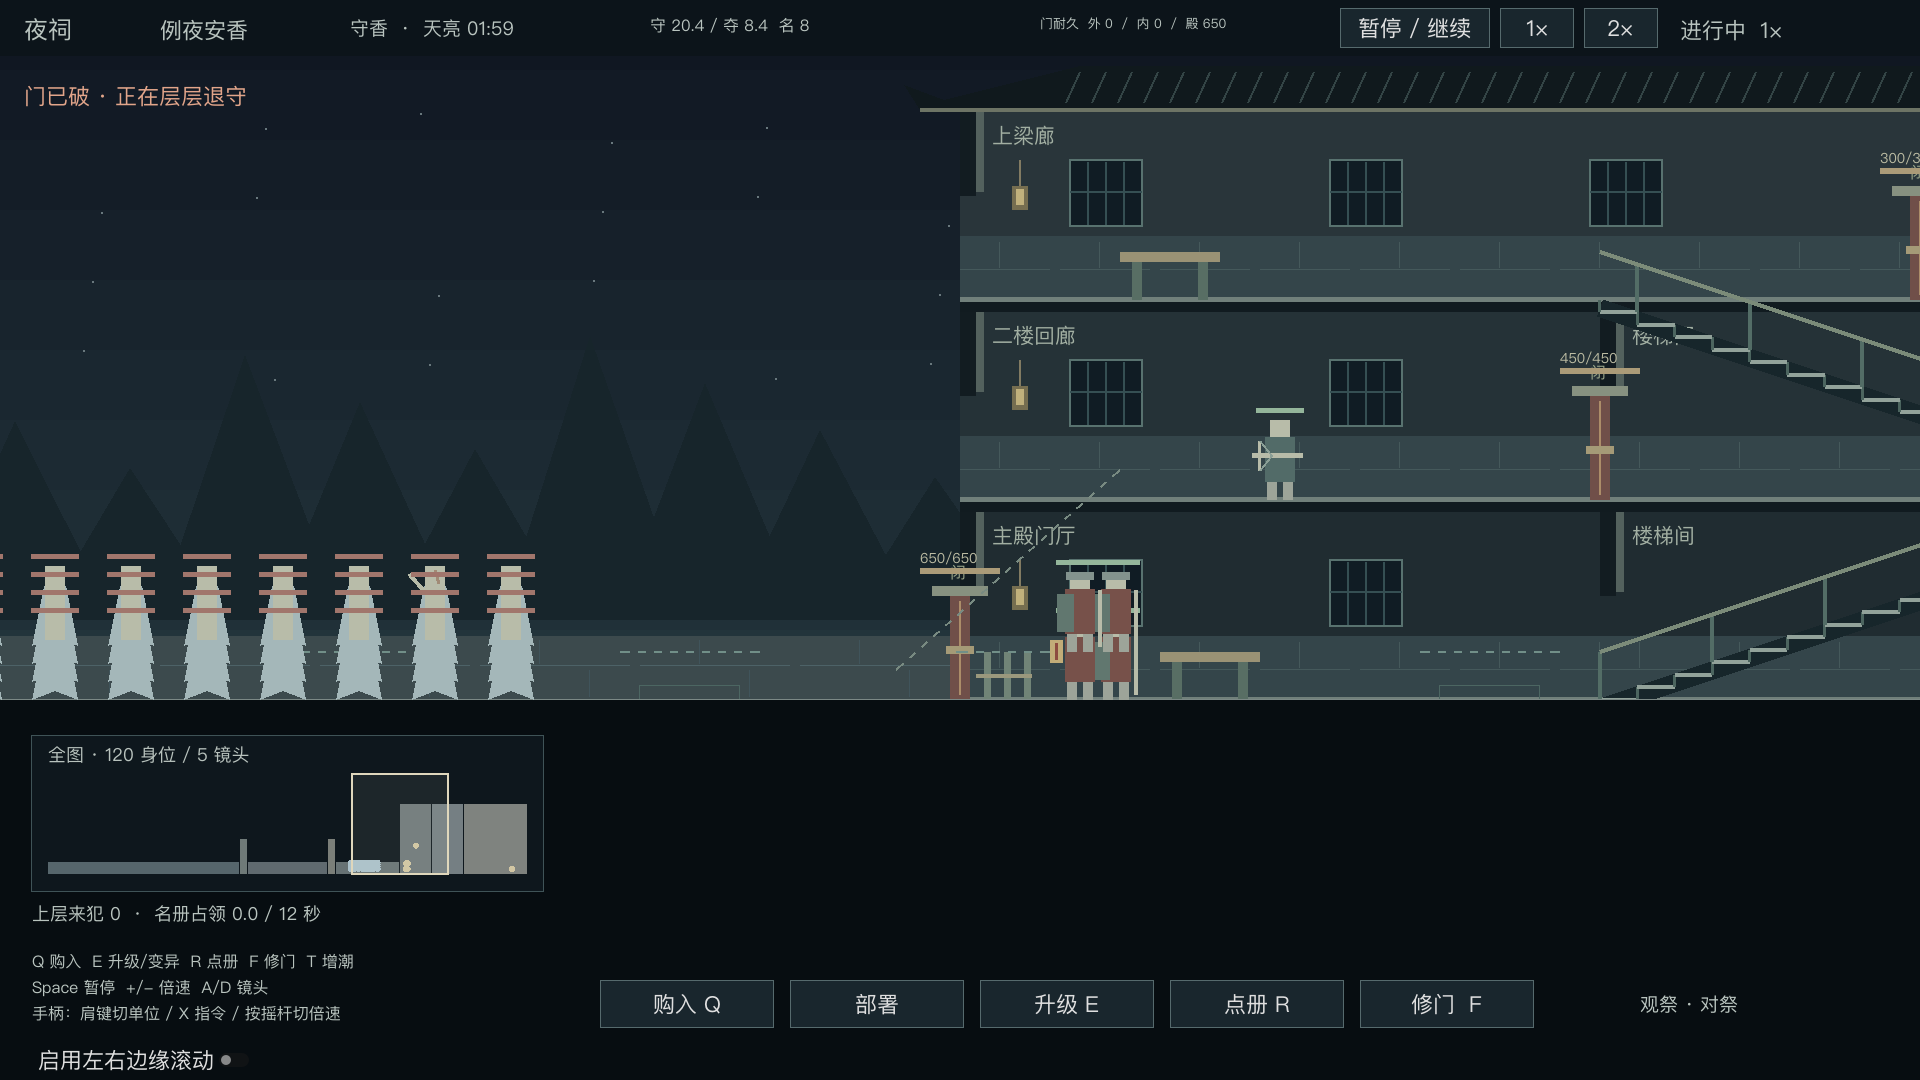 夜祠
例夜安香
守香 · 天亮 01:59
守 20.4 / 夺 8.4 名 8
门耐久 外 0 / 内 0 / 殿 650
暂停 / 继续
1×
2×
进行中 1×
门已破 · 正在层层退守
上梁廊
300/3
二楼回廊
450/450
闭
主殿门厅
楼梯间
650/650
闭
全图 · 120 身位 / 5 镜头
上层来犯 0 · 名册占领 0.0 / 12 秒
Q 购入 E 升级/变异 R 点册 F 修门 T 增潮
Space 暂停 +/− 倍速 A/D 镜头
手柄：肩键切单位 / X 指令 / 按摇杆切倍速
启用左右边缘滚动
购入 Q
部署
升级 E
点册 R
修门 F
观祭 · 对祭